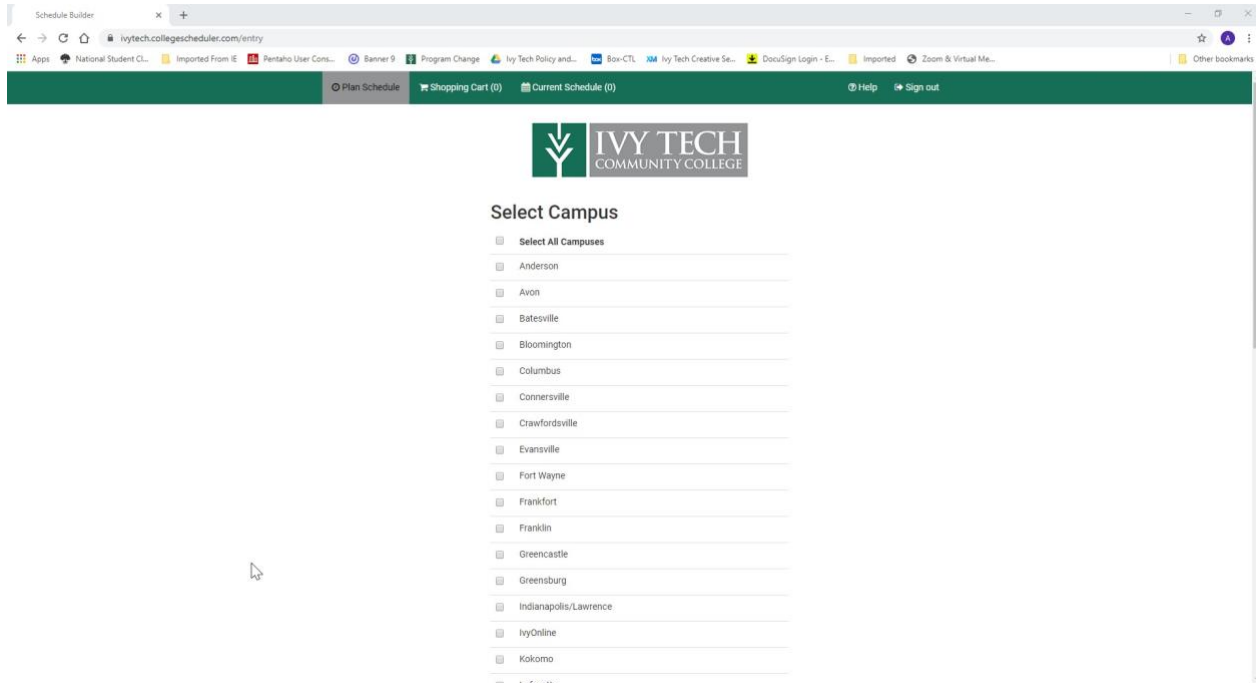 Schedule Builder
ivytech.collegescheduler.com/entry
Apps National Student Cl... Imported From IE Pentaho User Cons... Banner 9 Program Change Ivy Tech Policy and... Box-CTL Ivy Tech Creative Se... DocuSign Login - E... Imported Zoom & Virtual Me... Other bookmarks
Plan Schedule Shopping Cart (0) Current Schedule (0) Help Sign out
IVY TECH
COMMUNITY COLLEGE
Select Campus
Select All Campuses
Anderson
Avon
Batesville
Bloomington
Columbus
Connersville
Crawfordsville
Evansville
Fort Wayne
Frankfort
Franklin
Greencastle
Greensburg
Indianapolis/Lawrence
IvyOnline
Kokomo